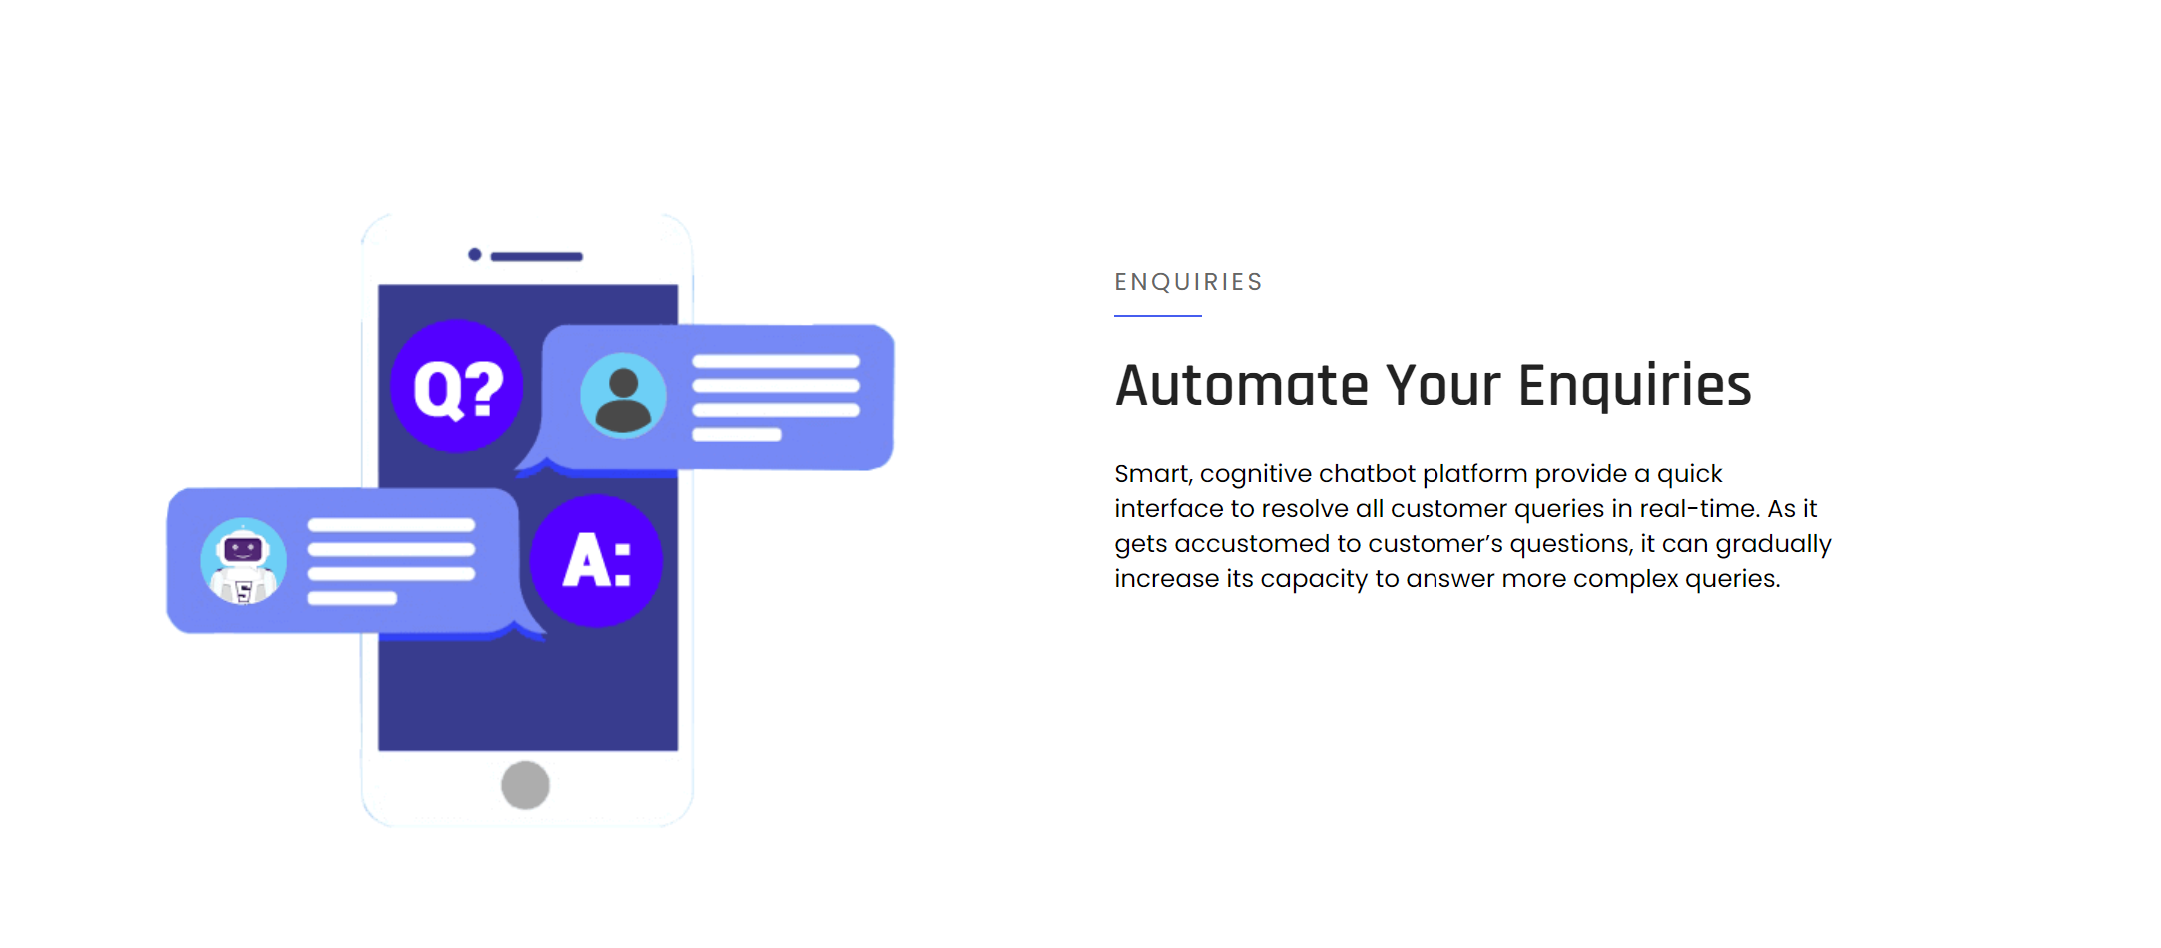 Q?
A:
S
ENQUIRIES
Automate Your Enquiries
Smart, cognitive chatbot platform provide a quick
interface to resolve all customer queries in real-time. As it
gets accustomed to customer’s questions, it can gradually
increase its capacity to answer more complex queries.